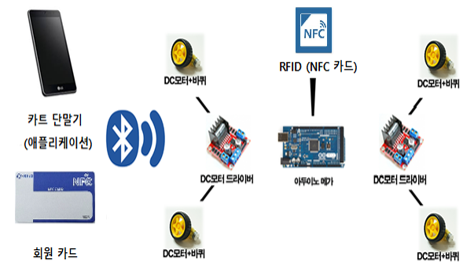 카트 단말기
(애플리케이션)
NFC
회원 카드
DC모터+바퀴
DC모터 드라이버
DC모터+바퀴
NFC
RFID (NFC 카드)
아두이노 메가
DC모터+바퀴
DC모터 드라이버
DC모터+바퀴